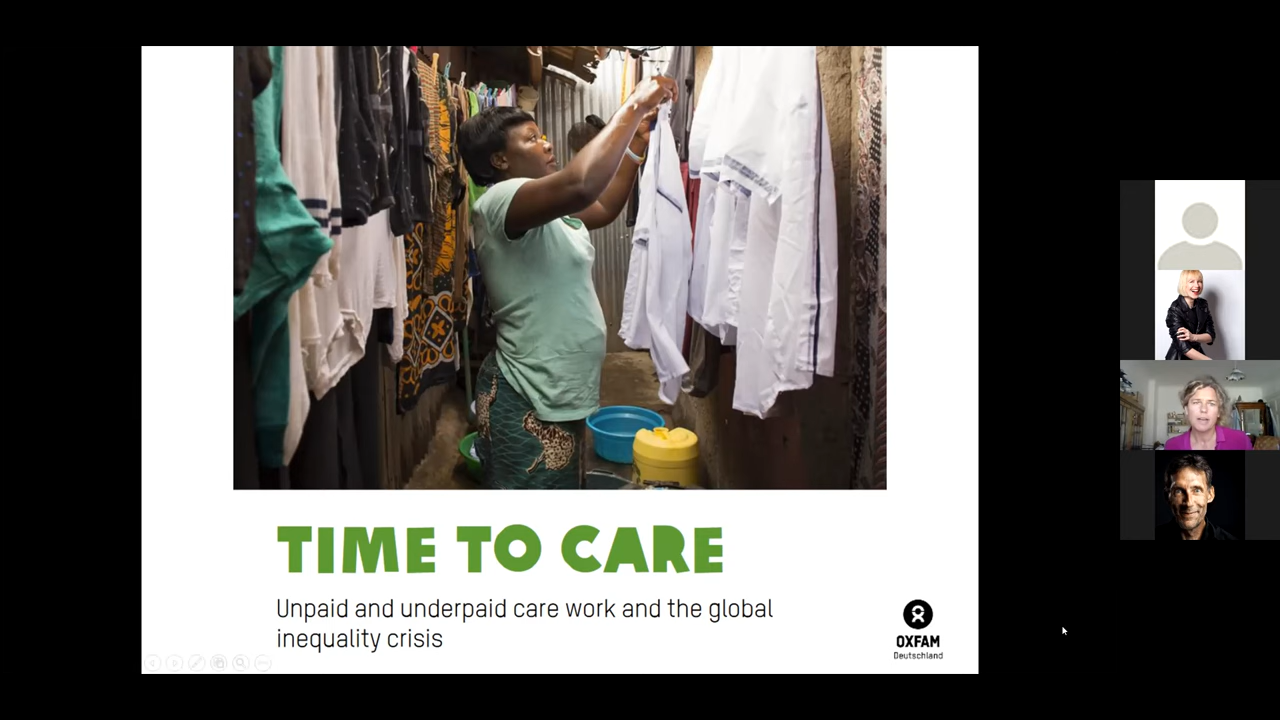 TIME TO CARE
Unpaid and underpaid care work and the global
inequality crisis
OXFAM
Deutschland